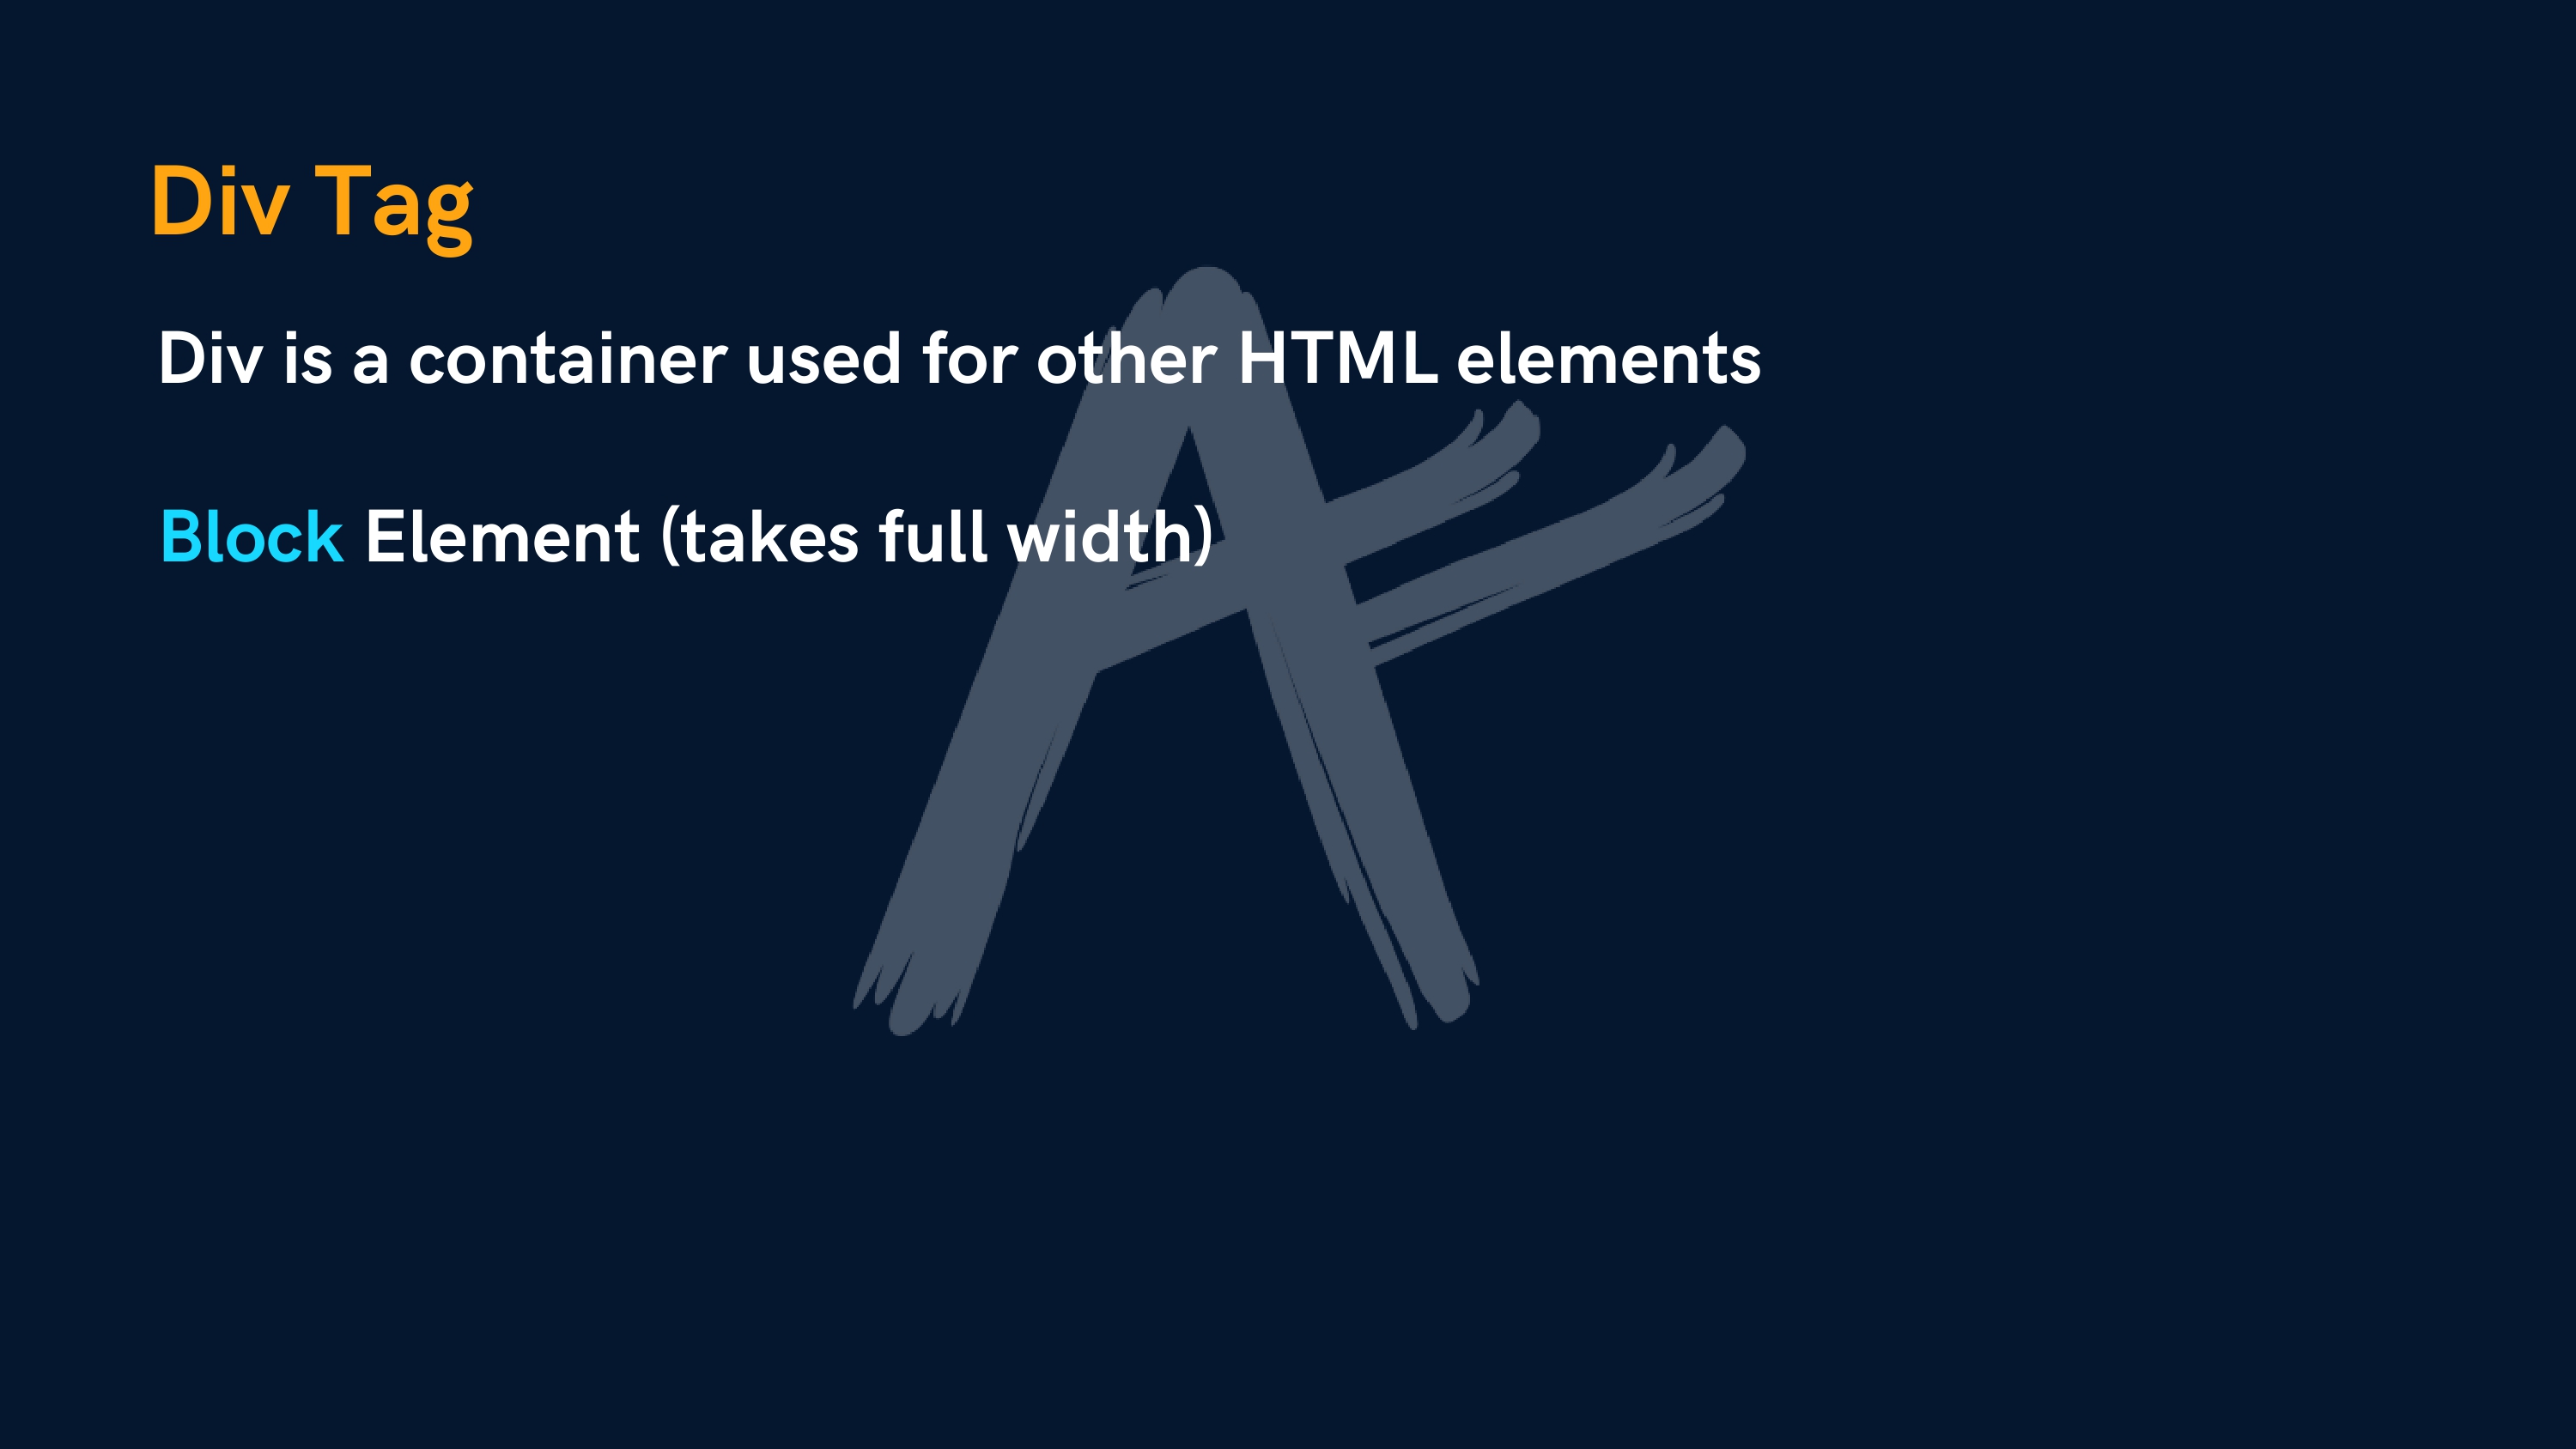 Div Tag
Div is a container used for other HTML elements
Block Element (takes full width)